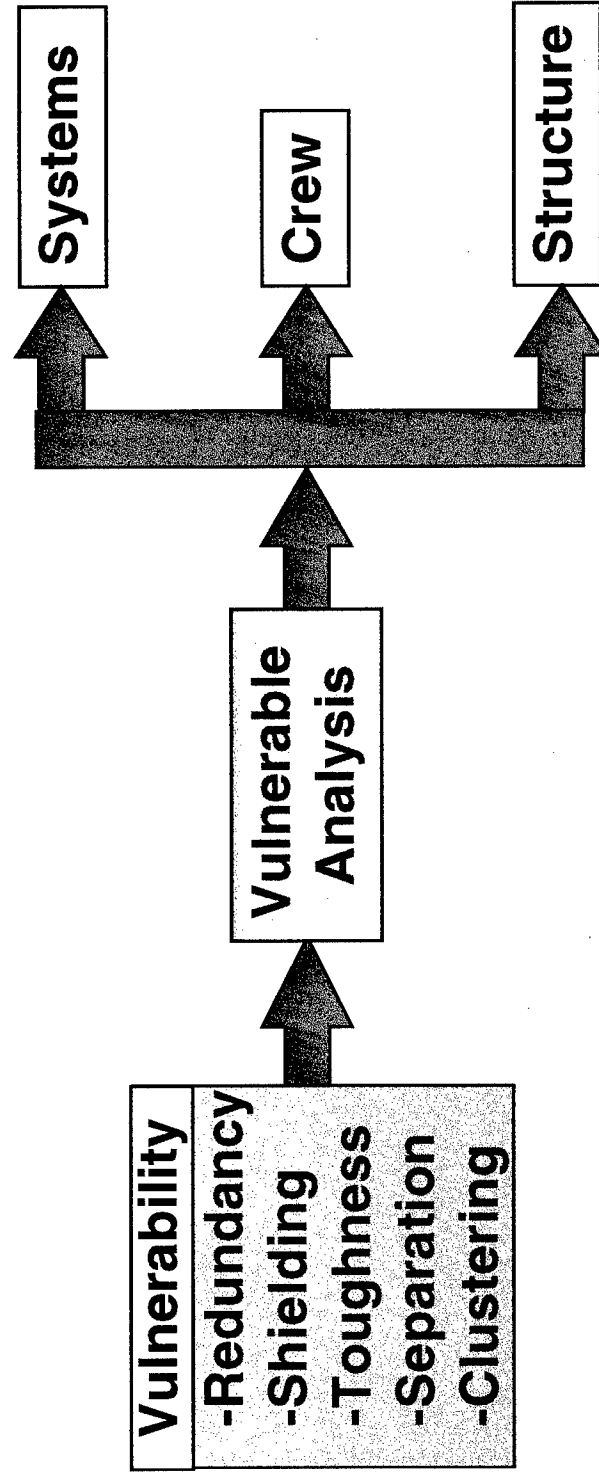 Vulnerability
-Redundancy
-Shielding
-Toughness
-Separation
-Clustering
Vulnerable
Analysis
Systems
Crew
Structure